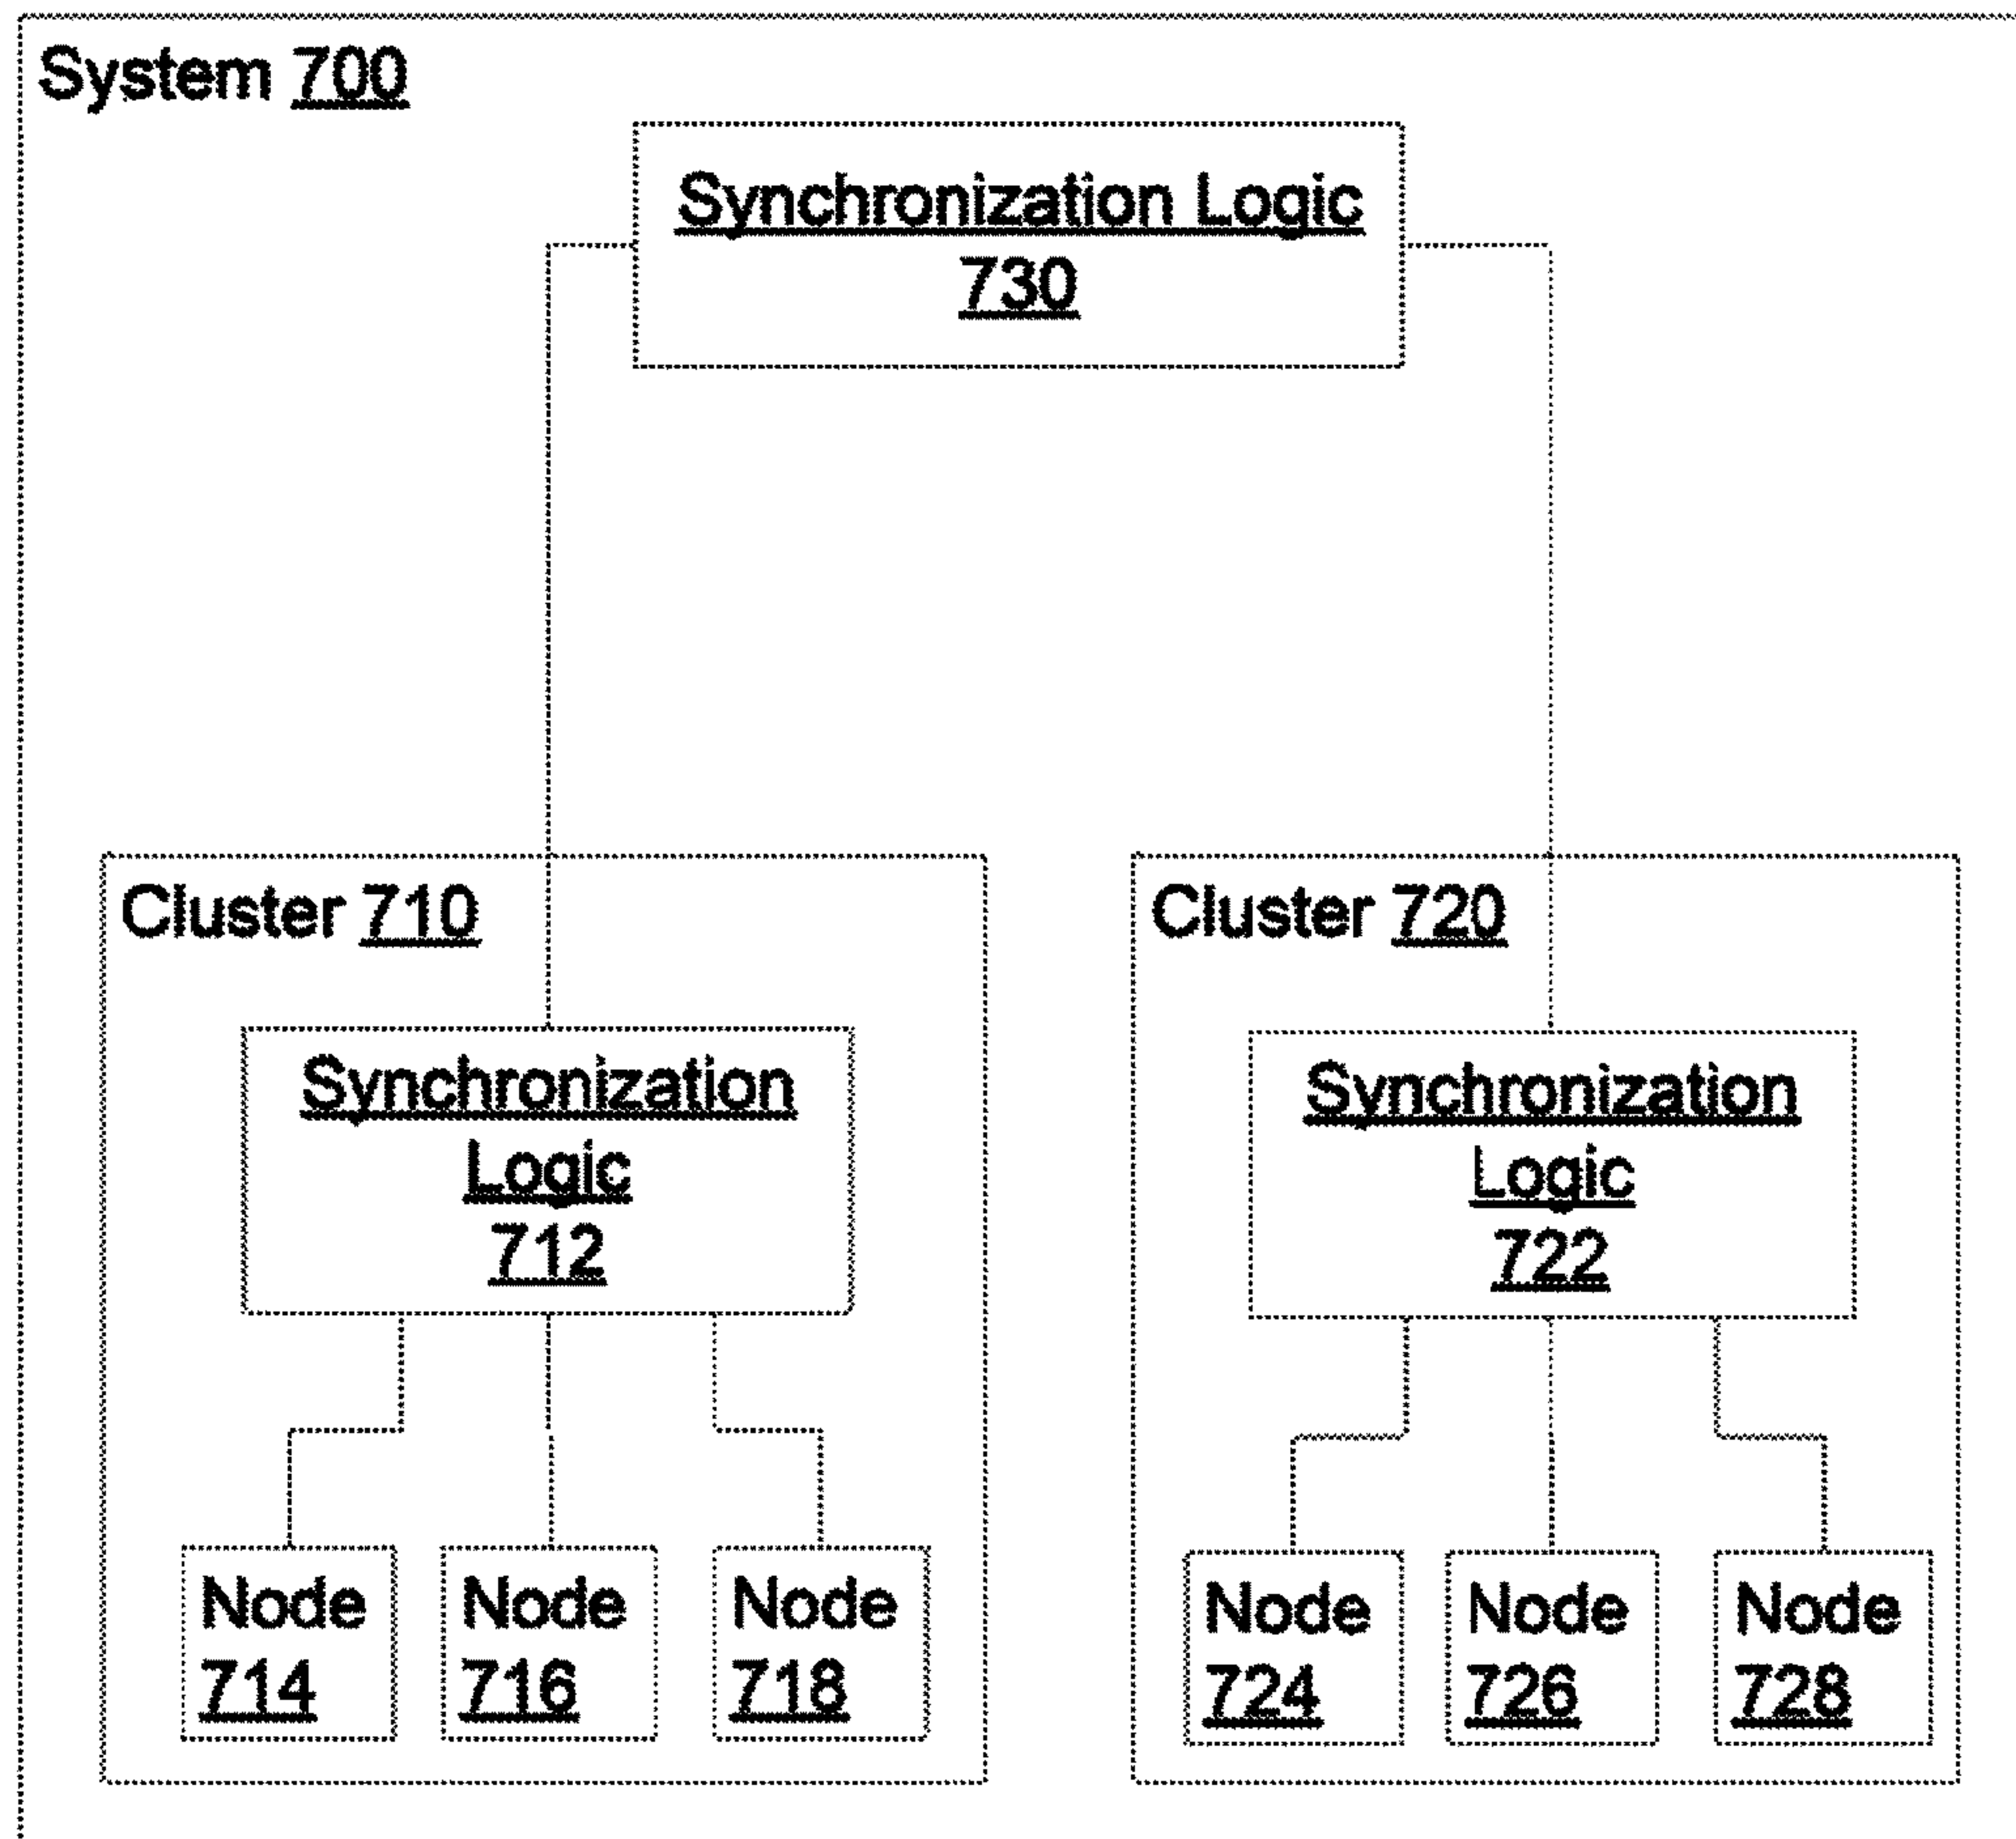 System 700
Synchronization Logic
730
Cluster 710
Synchronization
Logic
712
Node
714
Node
716
Node
718
Cluster 720
Synchronization
Logic
722
Node
724
Node
726
Node
728